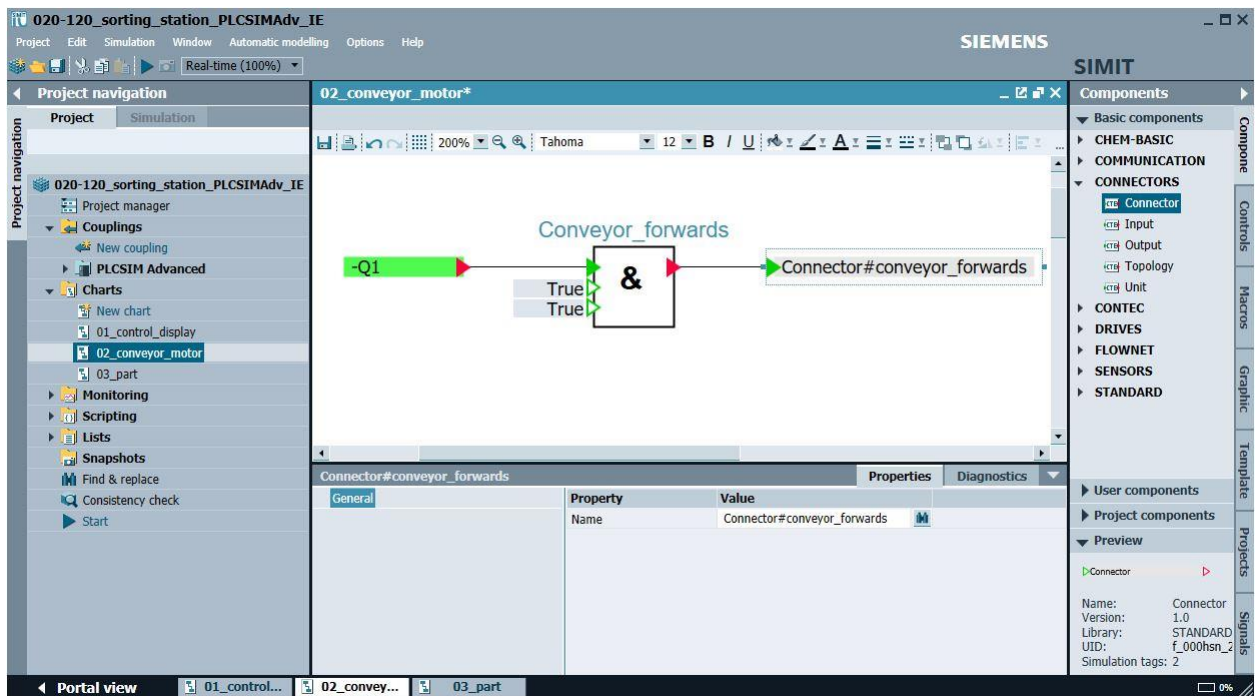 020-120_sorting_station_PLCSIMAdv_IE
Project Edit Simulation Window Automatic modelling Options Help
SIEMENS
SIMIT
Real-time (100%)
Project navigation
Project navigation
Project Simulation
020-120_sorting_station_PLCSIMAdv_IE
Project manager
Couplings
New coupling
PLCSIM Advanced
Charts
New chart
01_control_display
02_conveyor_motor
03_part
Monitoring
Scripting
Lists
Snapshots
Find & replace
Consistency check
Start
02_conveyor_motor*
200% Tahoma 12 B I U A
Conveyor_forwards
-Q1
&
True
True
Connector#conveyor_forwards
Connector#conveyor_forwards
Properties Diagnostics
General
Property Value
Name Connector#conveyor_forwards
Components
Basic components
CHEM-BASIC
COMMUNICATION
CONNECTORS
Connector
Input
Output
Topology
Unit
CONTEC
DRIVES
FLOWNET
SENSORS
STANDARD
User components
Project components
Preview
Connector
Name: Connector
Version: 1.0
Library: STANDARD
UID: f_000hsn_2
Simulation tags: 2
Compone
Controls
Macros
Graphic
Template
Projects
Signals
Portal view
01_control...
02_convey...
03_part
0%